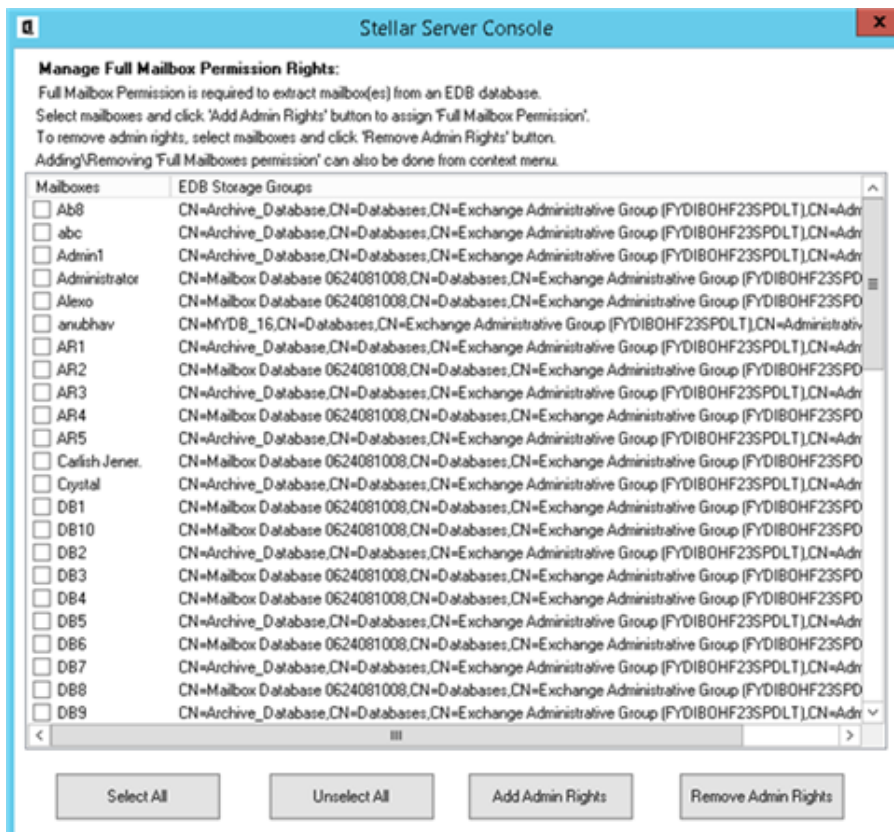 Stellar Server Console
Manage Full Mailbox Permission Rights:
Full Mailbox Permission is required to extract mailbox(es) from an EDB database.
Select mailboxes and click 'Add Admin Rights' button to assign 'Full Mailbox Permission'.
To remove admin rights, select mailboxes and click 'Remove Admin Rights' button.
Adding\Removing 'Full Mailboxes permission' can also be done from context menu.
Mailboxes EDB Storage Groups
Ab8 CN=Archive_Database,CN=Databases,CN=Exchange Administrative Group (FYDIBOHF23SPDLT),CN=Adm
abc CN=Archive_Database,CN=Databases,CN=Exchange Administrative Group (FYDIBOHF23SPDLT),CN=Adm
Admin1 CN=Archive_Database,CN=Databases,CN=Exchange Administrative Group (FYDIBOHF23SPDLT),CN=Adm
Administrator CN=Mailbox Database 0624081008,CN=Databases,CN=Exchange Administrative Group (FYDIBOHF23SPD
Alexo CN=Mailbox Database 0624081008,CN=Databases,CN=Exchange Administrative Group (FYDIBOHF23SPD
anubhav CN=MYDB_16,CN=Databases,CN=Exchange Administrative Group (FYDIBOHF23SPDLT),CN=Administrativ
AR1 CN=Archive_Database,CN=Databases,CN=Exchange Administrative Group (FYDIBOHF23SPDLT),CN=Adm
AR2 CN=Mailbox Database 0624081008,CN=Databases,CN=Exchange Administrative Group (FYDIBOHF23SPD
AR3 CN=Archive_Database,CN=Databases,CN=Exchange Administrative Group (FYDIBOHF23SPDLT),CN=Adm
AR4 CN=Mailbox Database 0624081008,CN=Databases,CN=Exchange Administrative Group (FYDIBOHF23SPD
AR5 CN=Archive_Database,CN=Databases,CN=Exchange Administrative Group (FYDIBOHF23SPDLT),CN=Adm
Carlish Jener. CN=Mailbox Database 0624081008,CN=Databases,CN=Exchange Administrative Group (FYDIBOHF23SPD
Crystal CN=Archive_Database,CN=Databases,CN=Exchange Administrative Group (FYDIBOHF23SPDLT),CN=Adm
DB1 CN=Mailbox Database 0624081008,CN=Databases,CN=Exchange Administrative Group (FYDIBOHF23SPD
DB10 CN=Mailbox Database 0624081008,CN=Databases,CN=Exchange Administrative Group (FYDIBOHF23SPD
DB2 CN=Archive_Database,CN=Databases,CN=Exchange Administrative Group (FYDIBOHF23SPDLT),CN=Adm
DB3 CN=Mailbox Database 0624081008,CN=Databases,CN=Exchange Administrative Group (FYDIBOHF23SPD
DB4 CN=Mailbox Database 0624081008,CN=Databases,CN=Exchange Administrative Group (FYDIBOHF23SPD
DB5 CN=Archive_Database,CN=Databases,CN=Exchange Administrative Group (FYDIBOHF23SPDLT),CN=Adm
DB6 CN=Mailbox Database 0624081008,CN=Databases,CN=Exchange Administrative Group (FYDIBOHF23SPD
DB7 CN=Archive_Database,CN=Databases,CN=Exchange Administrative Group (FYDIBOHF23SPDLT),CN=Adm
DB8 CN=Mailbox Database 0624081008,CN=Databases,CN=Exchange Administrative Group (FYDIBOHF23SPD
DB9 CN=Archive_Database,CN=Databases,CN=Exchange Administrative Group (FYDIBOHF23SPDLT),CN=Adm
Select All Unselect All Add Admin Rights Remove Admin Rights